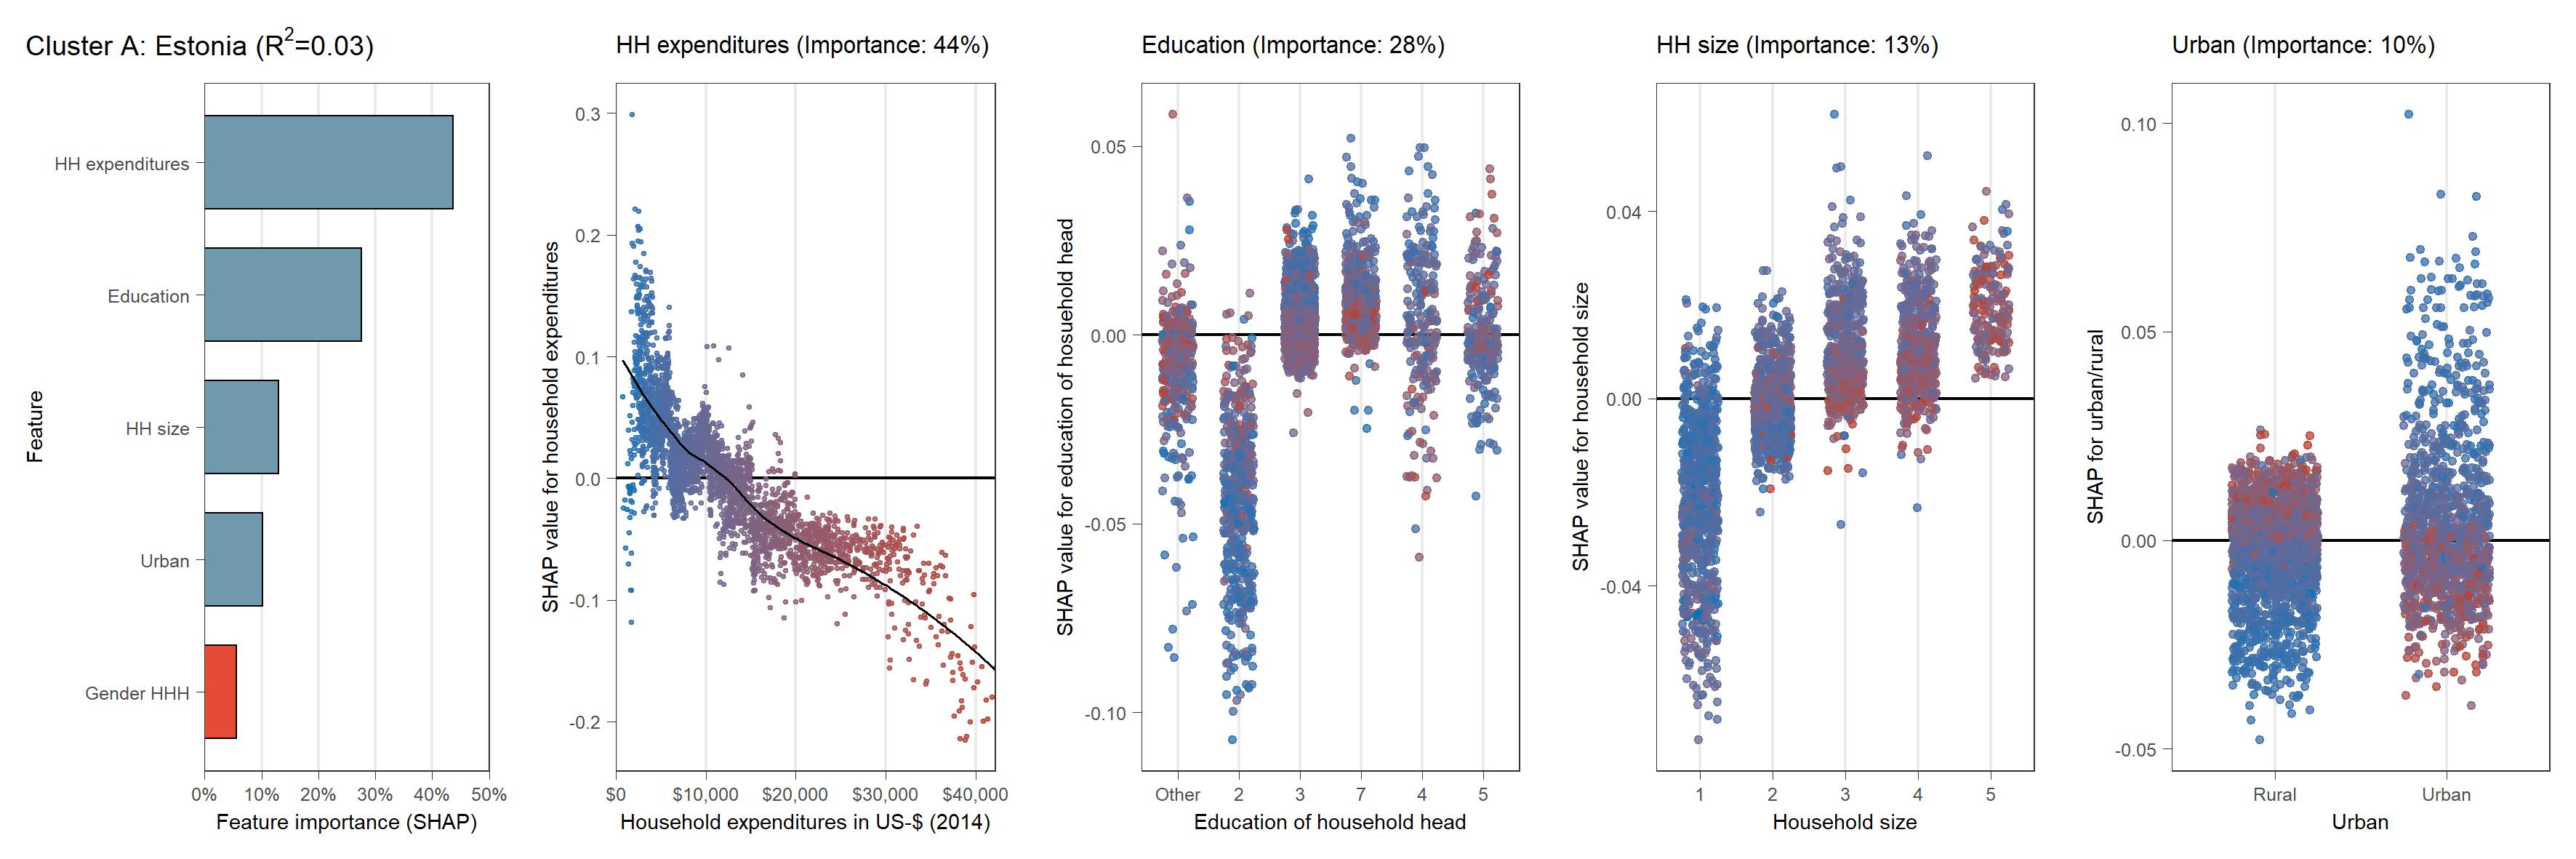 Cluster A: Estonia (R²=0.03)
Feature
HH expenditures
Education
HH size
Urban
Gender HHH
0%
10%
20%
30%
40%
50%
Feature importance (SHAP)
HH expenditures (Importance: 44%)
SHAP value for household expenditures
0.3
0.2
0.1
0.0
-0.1
-0.2
$0
$10,000
$20,000
$30,000
$40,000
Household expenditures in US-$ (2014)
Education (Importance: 28%)
SHAP value for education of hosuehold head
0.05
0.00
-0.05
-0.10
Other
2
3
7
4
5
Education of household head
HH size (Importance: 13%)
SHAP value for household size
0.04
0.00
-0.04
1
2
3
4
5
Household size
Urban (Importance: 10%)
SHAP for urban/rural
0.10
0.05
0.00
-0.05
Rural
Urban
Urban